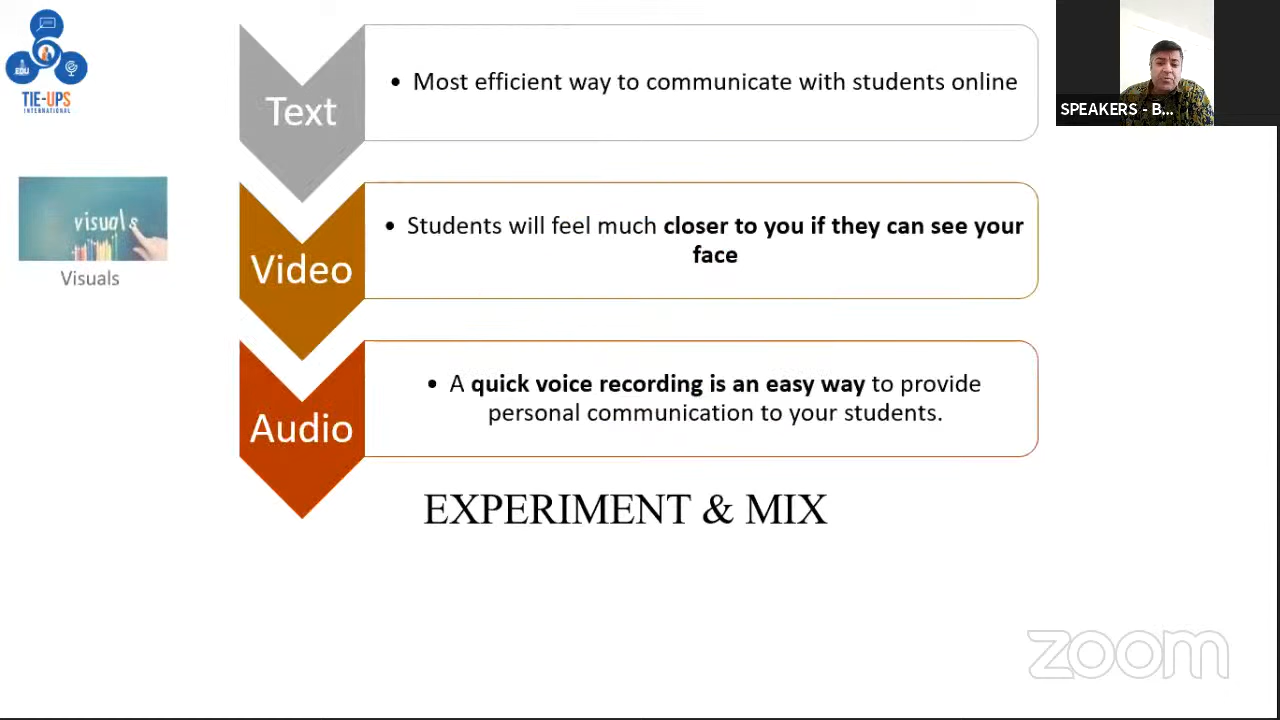 EDU
TIE-UPS
INTERNATIONAL
visuals
Visuals
Text
• Most efficient way to communicate with students online
Video
• Students will feel much closer to you if they can see your
face
Audio
• A quick voice recording is an easy way to provide
personal communication to your students.
EXPERIMENT & MIX
SPEAKERS - B...
zoom